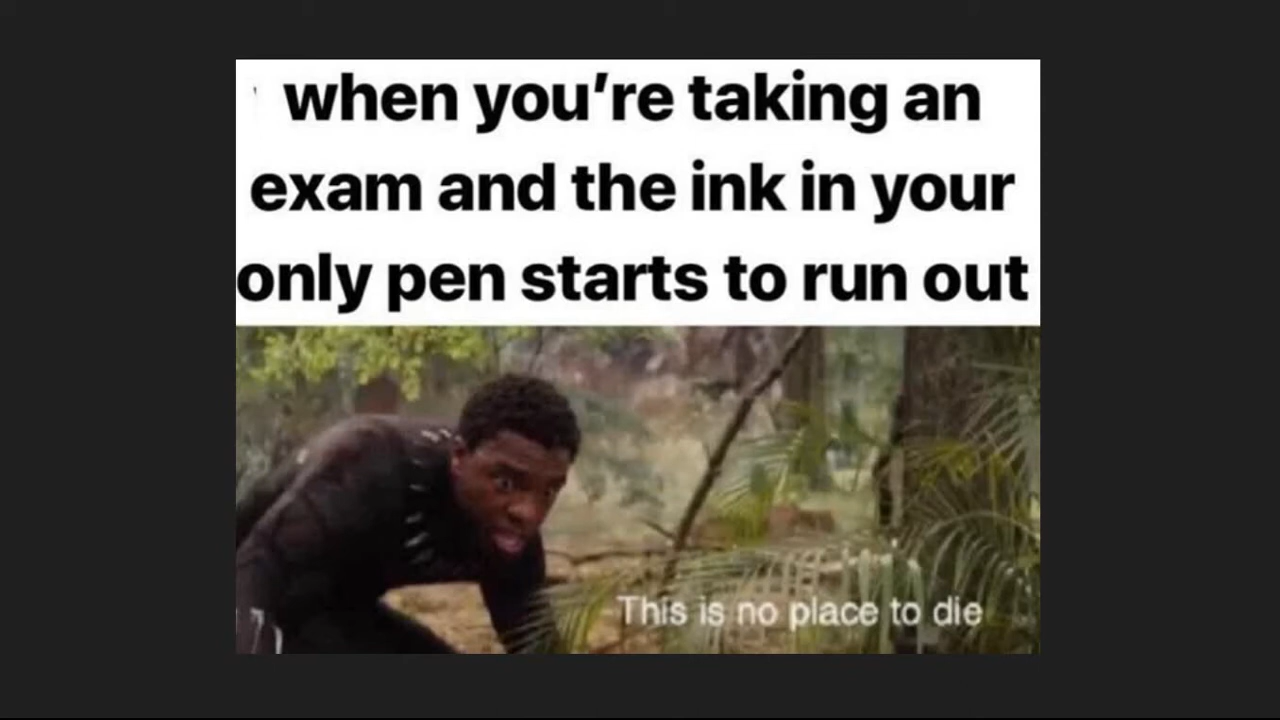 when you're taking an
exam and the ink in your
only pen starts to run out
This is no place to die